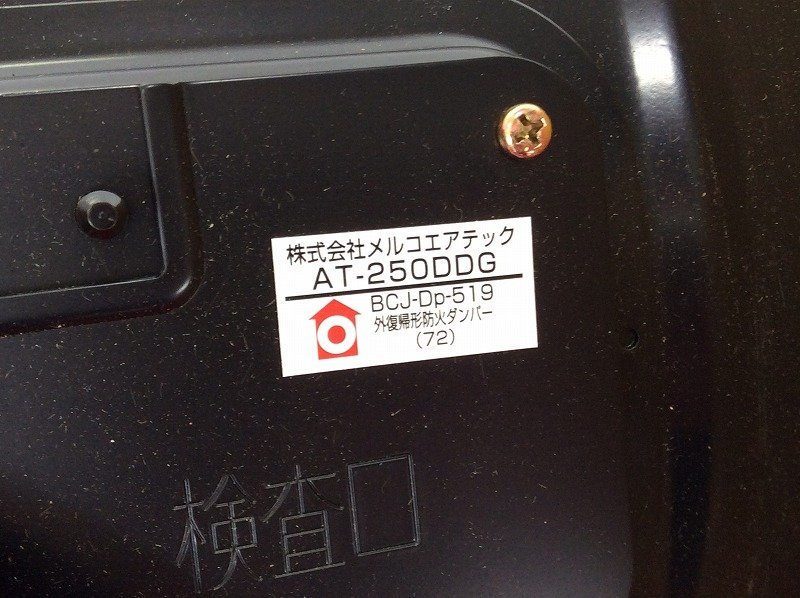 株式会社メルコエアテック
AT-250DDG
BCJ-Dp-519
外復帰形防火ダンパー
(72)
検査口